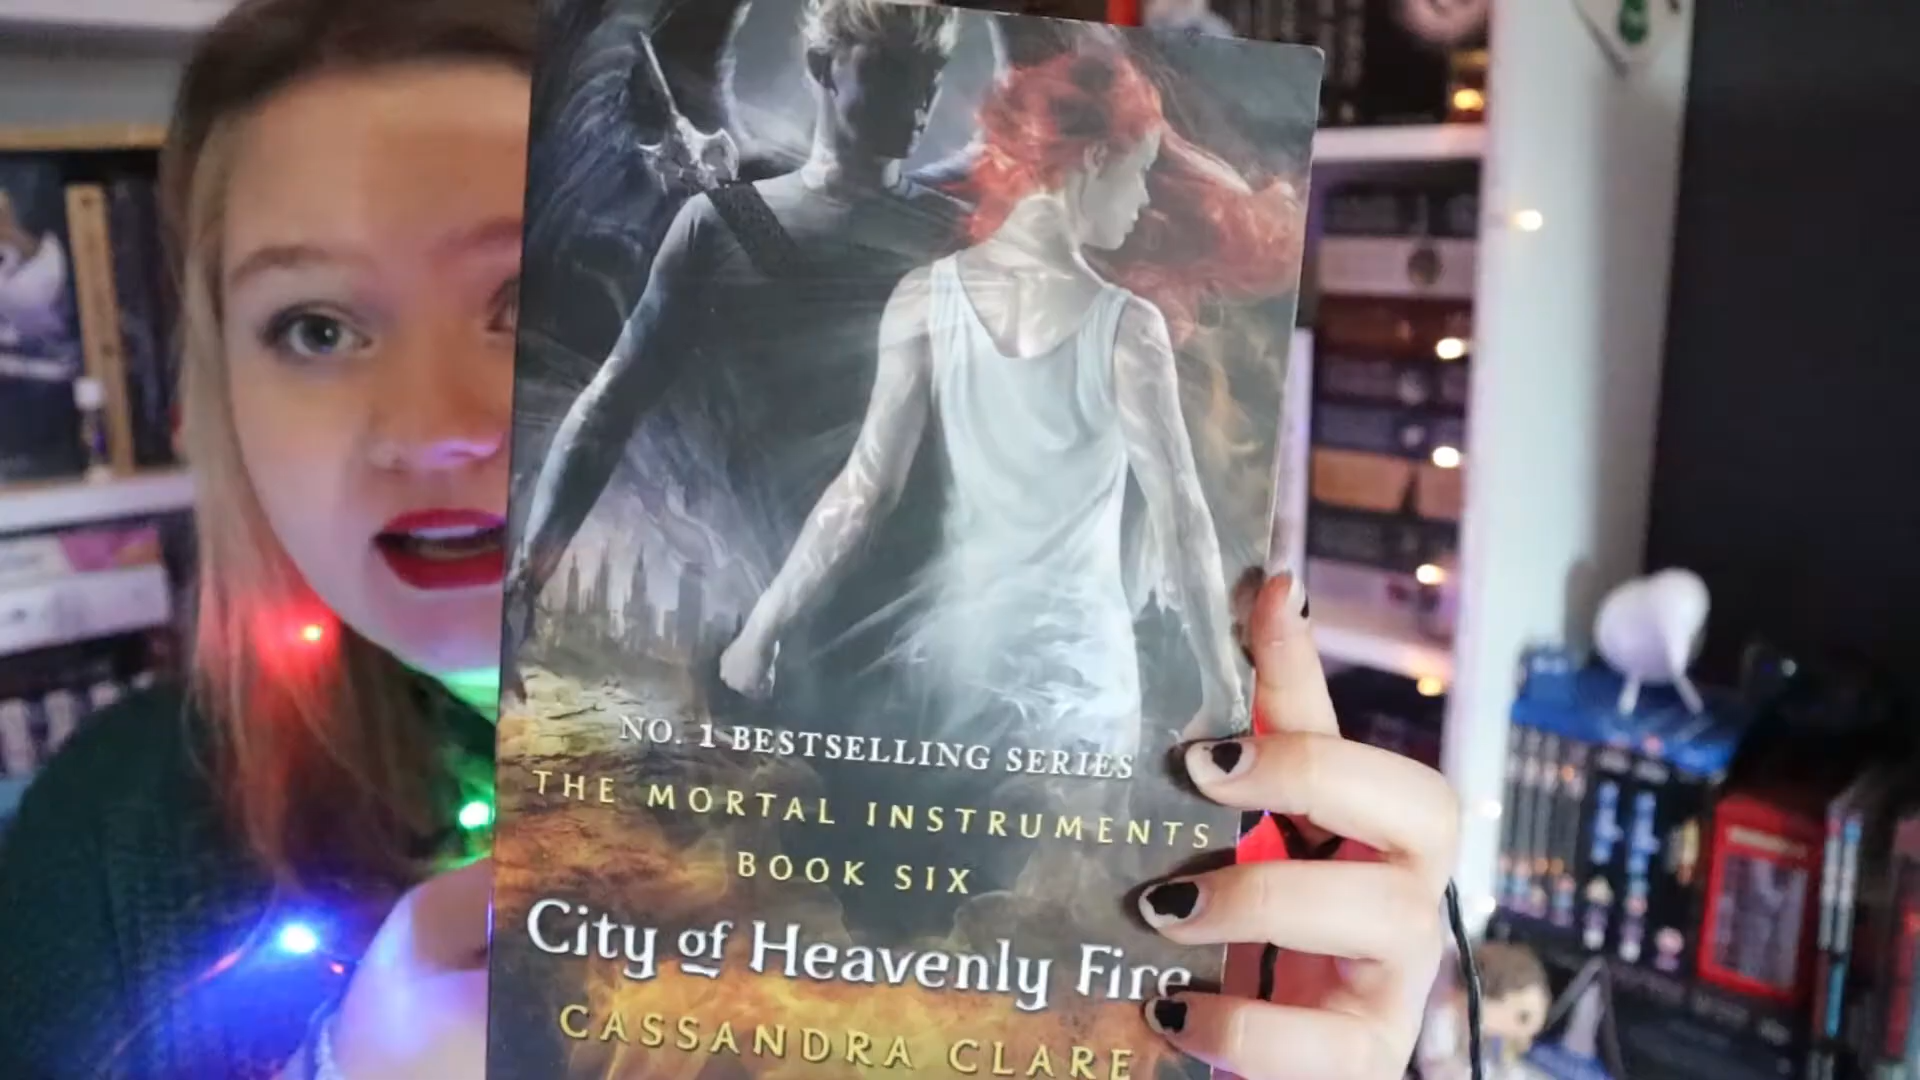 NO. 1 BESTSELLING SERIES
THE MORTAL INSTRUMENTS
BOOK SIX
City of Heavenly Fire
CASSANDRA CLARE